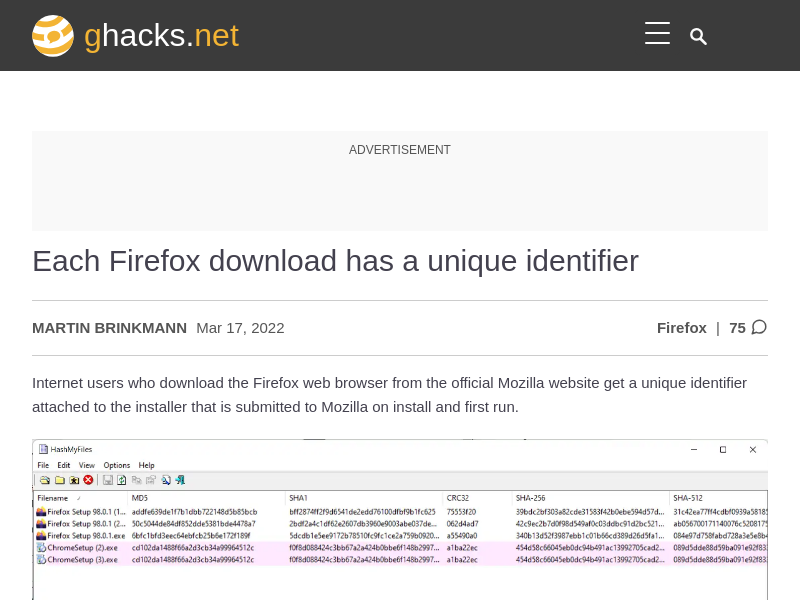 ghacks.net
ADVERTISEMENT
Each Firefox download has a unique identifier
MARTIN BRINKMANN Mar 17, 2022
Firefox | 75
Internet users who download the Firefox web browser from the official Mozilla website get a unique identifier
attached to the installer that is submitted to Mozilla on install and first run.
HashMyFiles
File Edit View Options Help
Filename MD5 SHA1 CRC32 SHA-256 SHA-512
Firefox Setup 98.0.1 (1... addfe639de1f7b1dbb722148d5b85bcb bff2874ff2f9d6541de2edd76100dfbf9b1fc625 75553f20 39bdc2bf303a82cde31583f42b0ebe594d57d... 31c42ea77ff4cdbf0939a58185
Firefox Setup 98.0.1 (2... 50c5044de84df852dde5381bde4478a7 2bdf2a4c1df62e2607db3960e9003abe037de... 062d4ad7 42c9ec2b7d0f98d549af0c03ddbc91d2bc521... ab056700171140076c520817
Firefox Setup 98.0.1.exe 6bfc1bfd3eec64ebfcb25b6e172f189f 5dcdb1e5ee9172b78510fc9fc1ce2a759b0920... a55490a0 340b13d52f3987ebb1c01b66cd389d26d5fa1... 084e97d758fabd728a3e5e8b
ChromeSetup (2).exe cd102da1488f66a2d3cb34a99964512c f0f8d088424c3bb67a2a424b0bbe6f148b2997... a1ba22ec 454d58c66045eb0dc94b491ac13992705cad2... 089d5dde88d59ba091e92f83
ChromeSetup (3).exe cd102da1488f66a2d3cb34a99964512c f0f8d088424c3bb67a2a424b0bbe6f148b2997... a1ba22ec 454d58c66045eb0dc94b491ac13992705cad2... 089d5dde88d59ba091e92f83